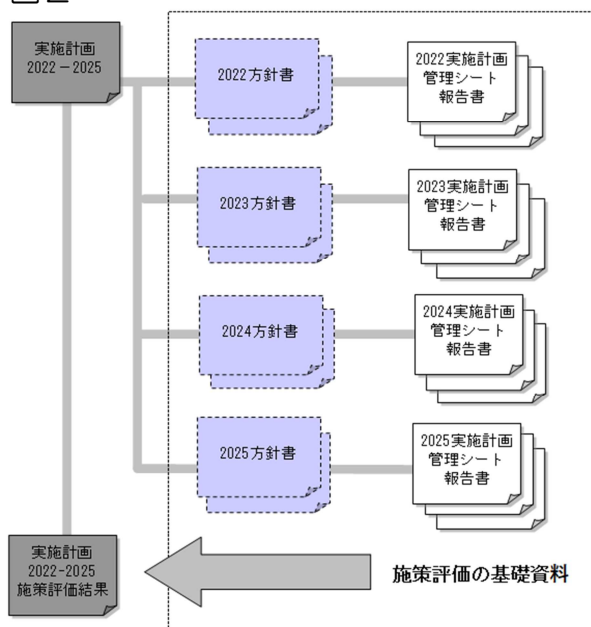 実施計画
2022－2025
2022方針書
2022実施計画
管理シート
報告書
2023方針書
2023実施計画
管理シート
報告書
2024方針書
2024実施計画
管理シート
報告書
2025方針書
2025実施計画
管理シート
報告書
実施計画
2022-2025
施策評価結果
施策評価の基礎資料